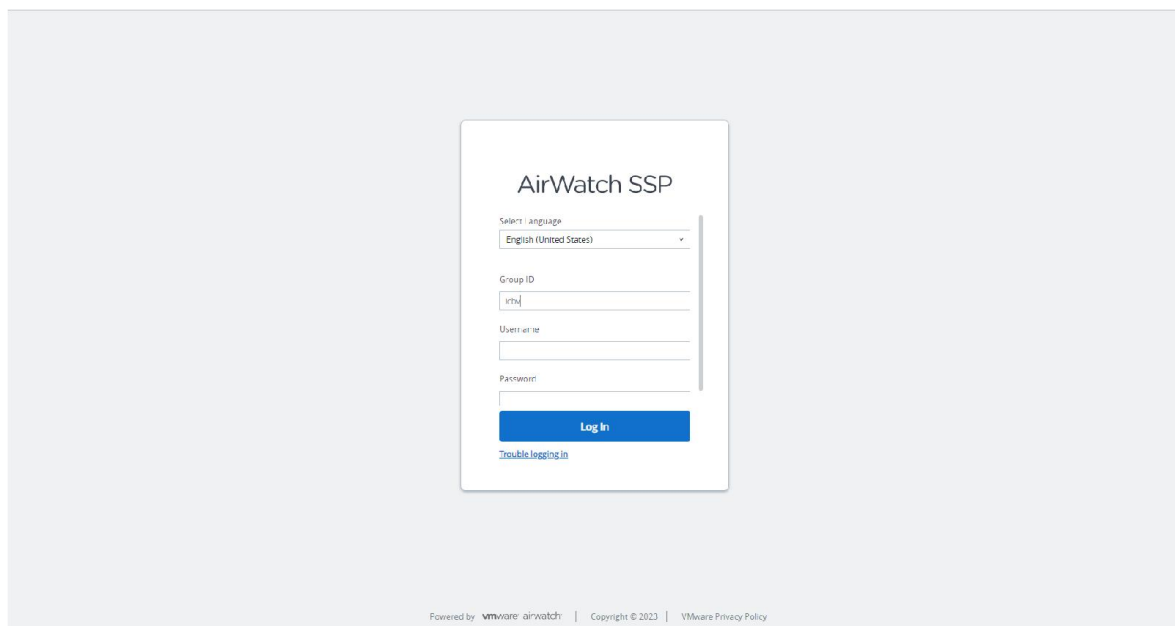 AirWatch SSP
Select Language
English (United States)
Group ID
Username
Password
Log In
Trouble logging in
Powered by vmware airwatch | Copyright © 2023 | VMware Privacy Policy